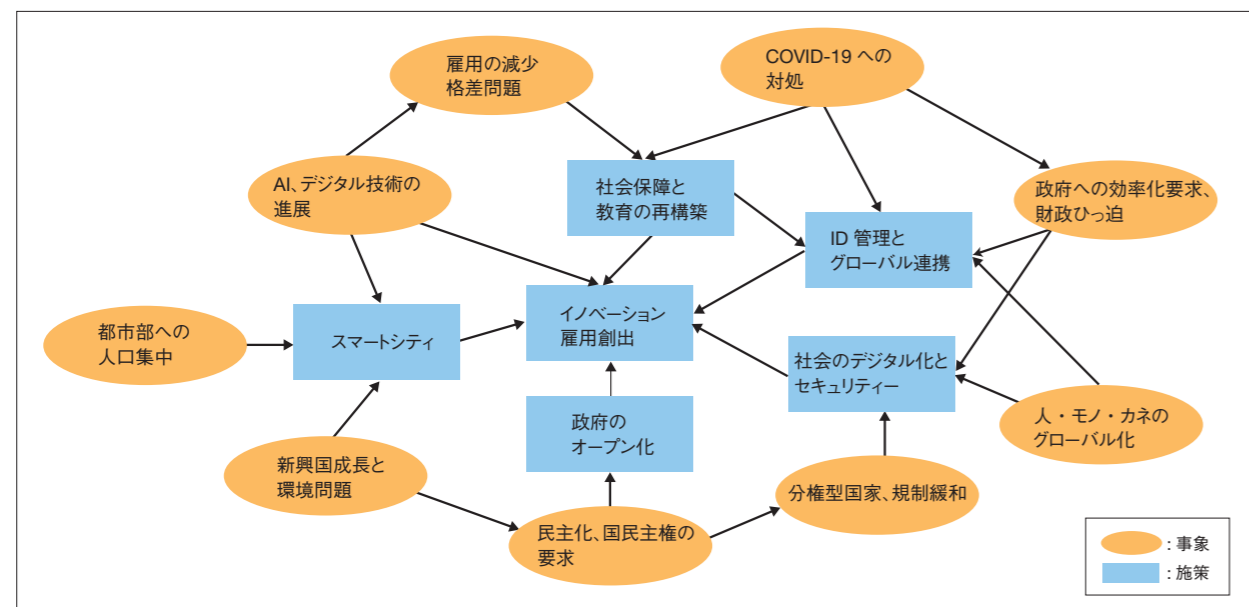 雇用の減少
格差問題
COVID-19 への
対処
AI、デジタル技術の
進展
社会保障と
教育の再構築
政府への効率化要求、
財政ひっ迫
ID 管理と
グローバル連携
都市部への
人口集中
スマートシティ
イノベーション
雇用創出
社会のデジタル化と
セキュリティー
政府の
オープン化
人・モノ・カネの
グローバル化
新興国成長と
環境問題
分権型国家、規制緩和
民主化、国民主権の
要求
: 事象
: 施策